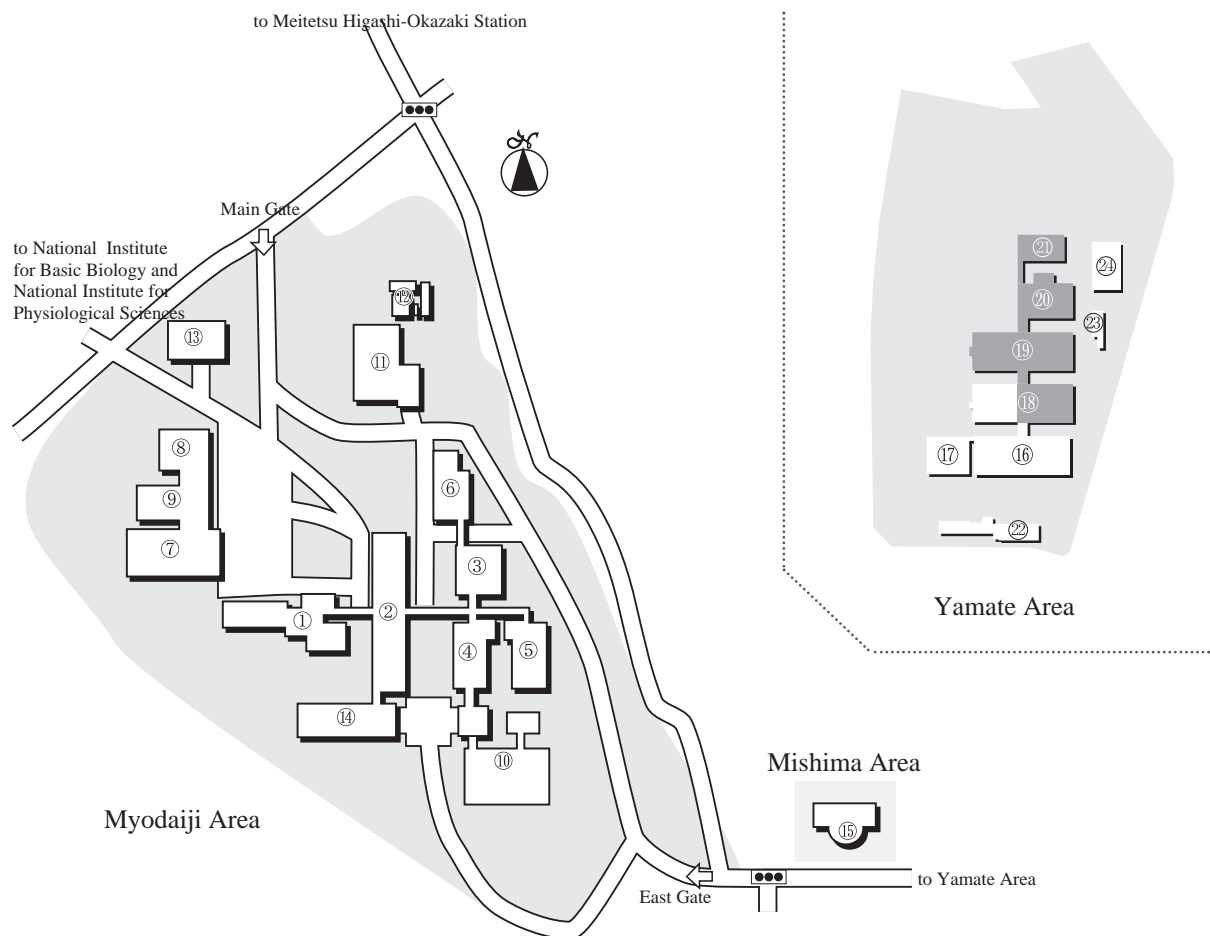 to Meitetsu Higashi-Okazaki Station
N
Main Gate
to National Institute
for Basic Biology and
National Institute for
Physiological Sciences
㉑
㉔
⑫
⑳
㉓
⑬
⑪
⑲
⑱
⑧
⑰
⑯
⑥
⑨
㉒
⑦
③
Yamate Area
②
①
④
⑤
⑭
⑩
Mishima Area
Myodaiji Area
⑮
to Yamate Area
East Gate